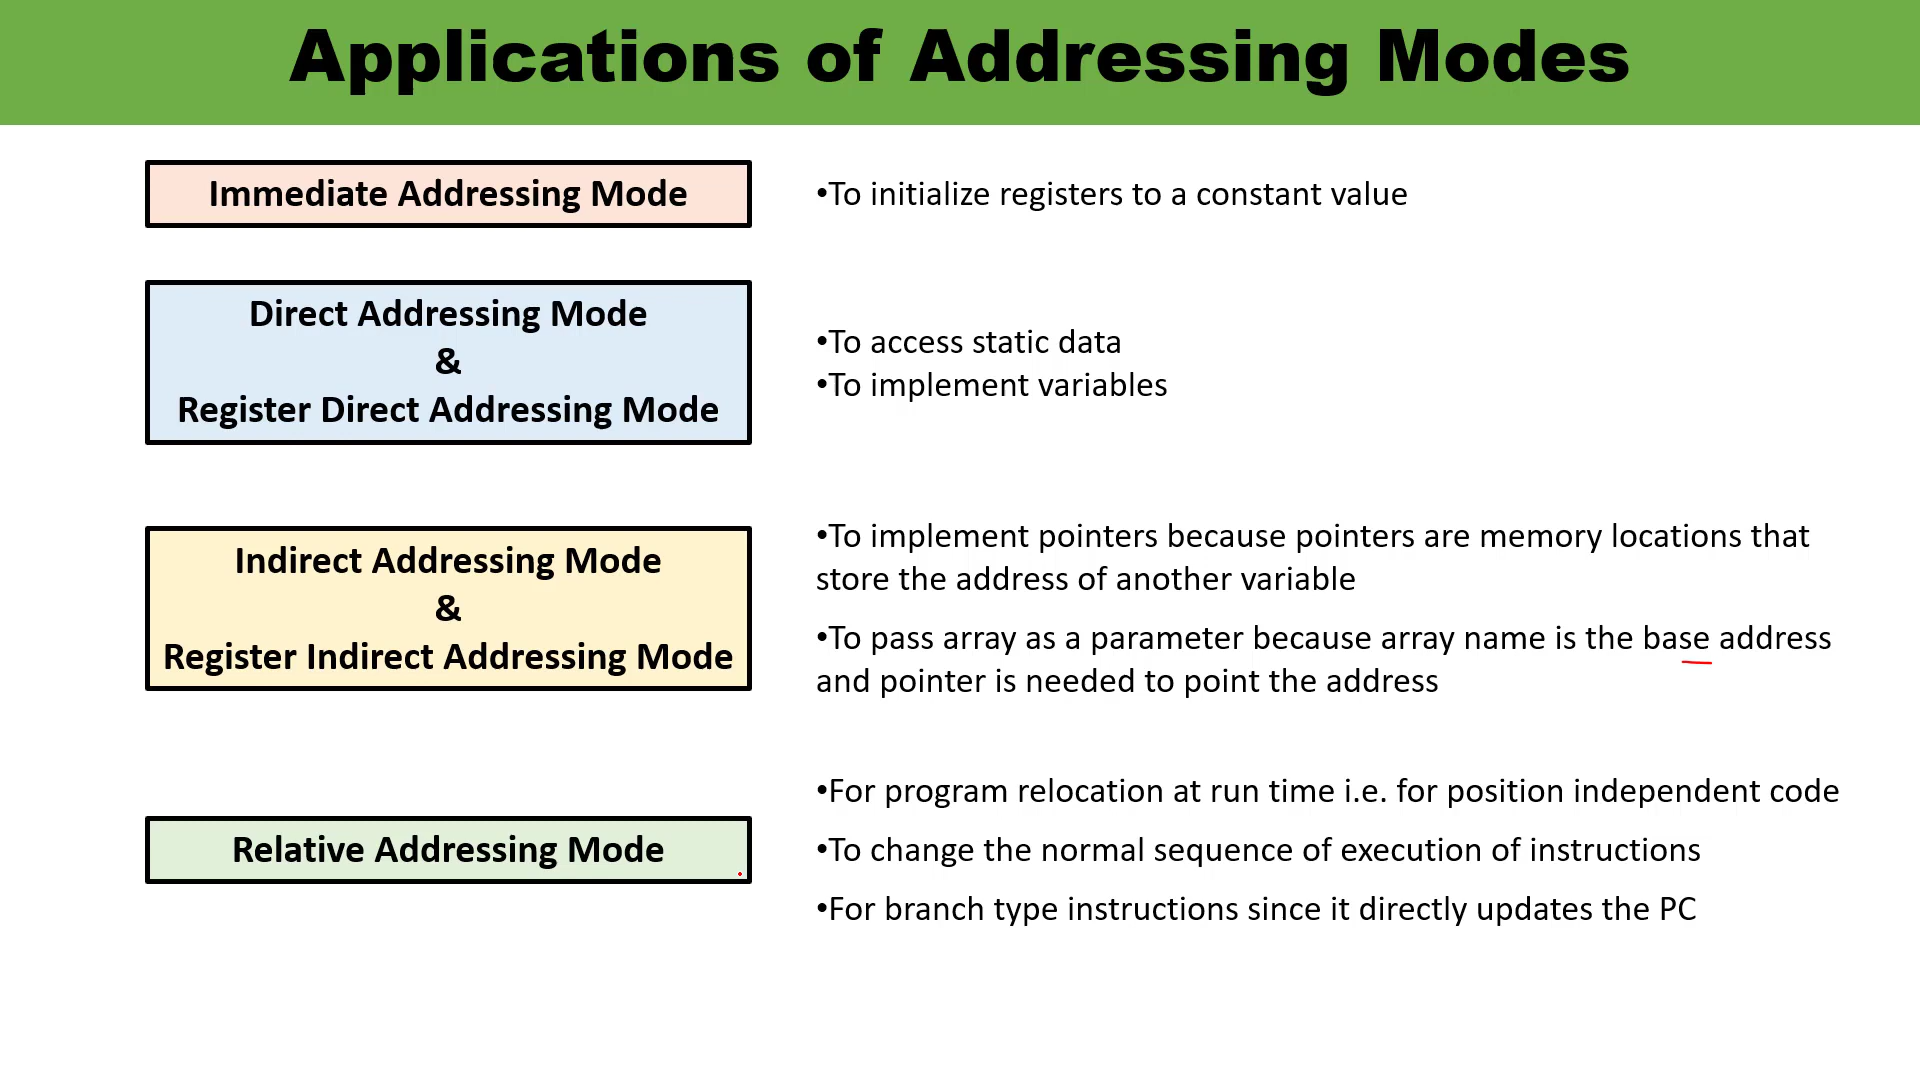 Applications of Addressing Modes
Immediate Addressing Mode
•To initialize registers to a constant value
Direct Addressing Mode
&
Register Direct Addressing Mode
•To access static data
•To implement variables
Indirect Addressing Mode
&
Register Indirect Addressing Mode
•To implement pointers because pointers are memory locations that
store the address of another variable
•To pass array as a parameter because array name is the base address
and pointer is needed to point the address
Relative Addressing Mode
•For program relocation at run time i.e. for position independent code
•To change the normal sequence of execution of instructions
•For branch type instructions since it directly updates the PC